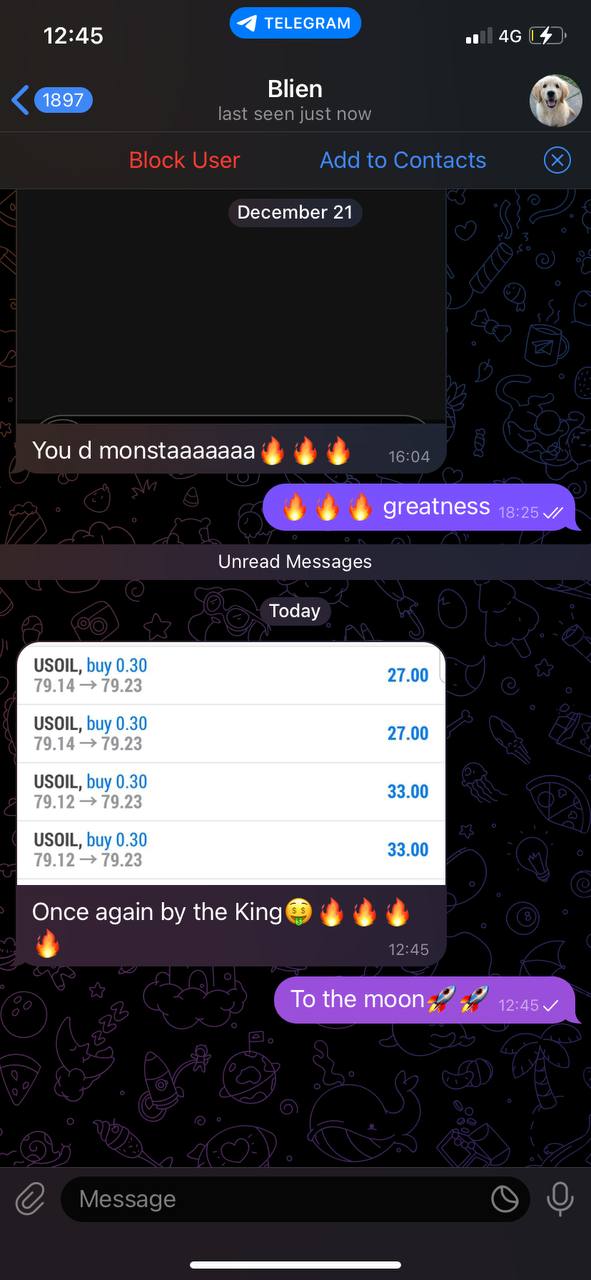 12:45
TELEGRAM
4G
1897
Blien
last seen just now
Block User
Add to Contacts
December 21
You d monstaaaaaaa🔥🔥🔥 16:04
🔥🔥🔥 greatness 18:25
Unread Messages
Today
USOIL, buy 0.30
79.14 → 79.23
27.00
USOIL, buy 0.30
79.14 → 79.23
27.00
USOIL, buy 0.30
79.12 → 79.23
33.00
USOIL, buy 0.30
79.12 → 79.23
33.00
Once again by the King🤑🔥🔥🔥
🔥 12:45
To the moon🚀🚀 12:45
Message